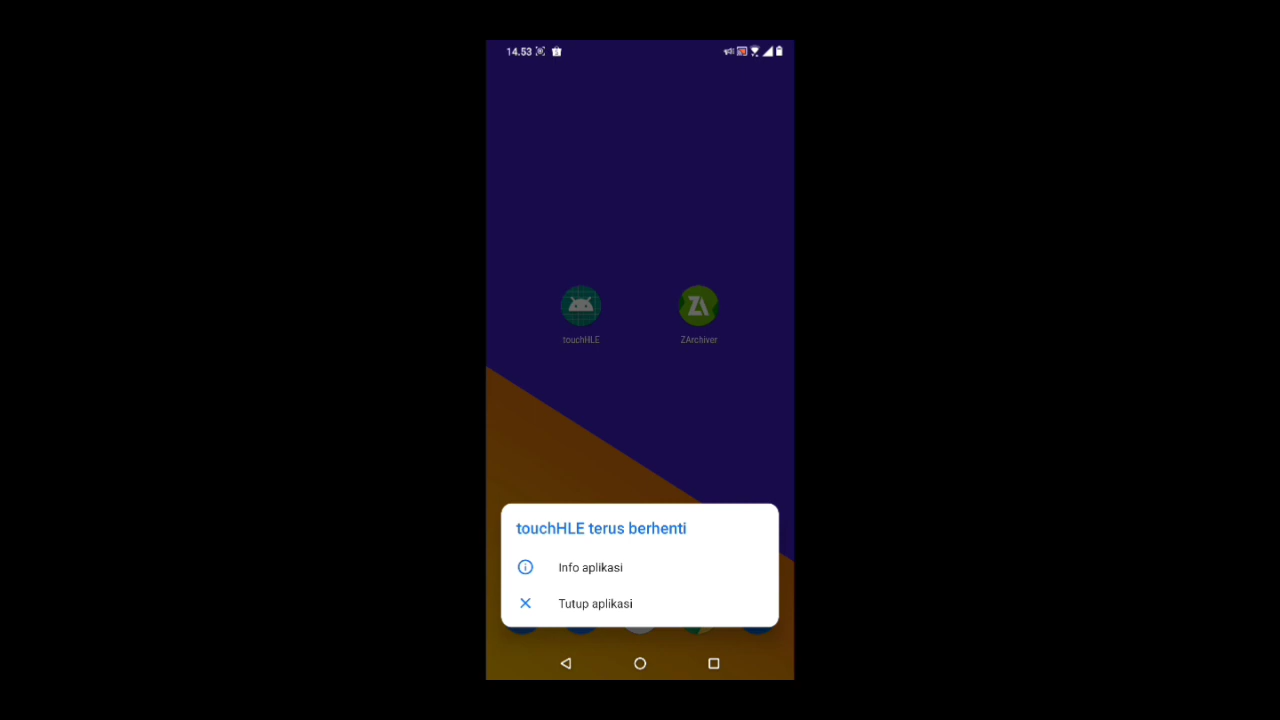 14.53
touchHLE
ZArchiver
touchHLE terus berhenti
Info aplikasi
Tutup aplikasi